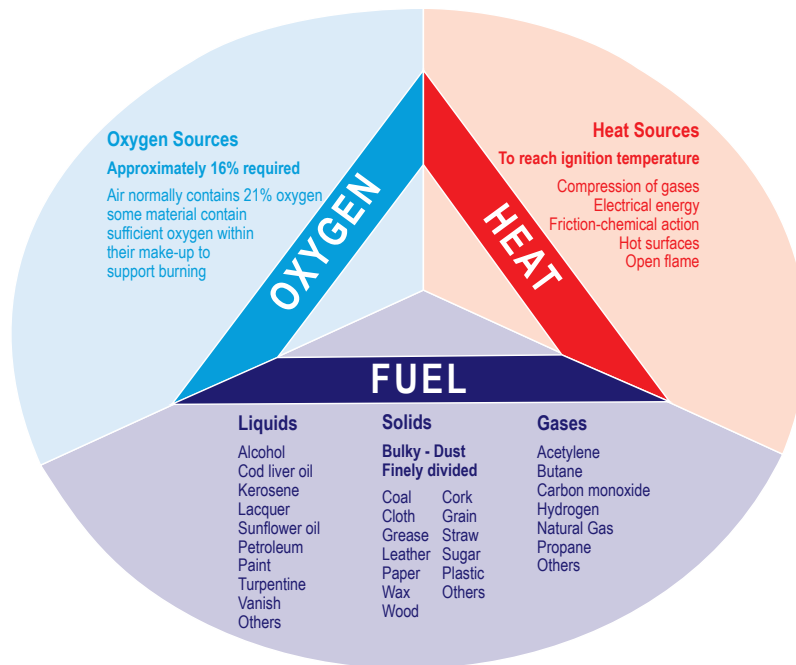 Oxygen Sources
Approximately 16% required
Air normally contains 21% oxygen
some material contain
sufficient oxygen within
their make-up to
support burning
OXYGEN
Heat Sources
To reach ignition temperature
Compression of gases
Electrical energy
Friction-chemical action
Hot surfaces
Open flame
HEAT
FUEL
Liquids
Alcohol
Cod liver oil
Kerosene
Lacquer
Sunflower oil
Petroleum
Paint
Turpentine
Vanish
Others
Solids
Bulky - Dust
Finely divided
Coal
Cloth
Grease
Leather
Paper
Wax
Wood
Cork
Grain
Straw
Sugar
Plastic
Others
Gases
Acetylene
Butane
Carbon monoxide
Hydrogen
Natural Gas
Propane
Others